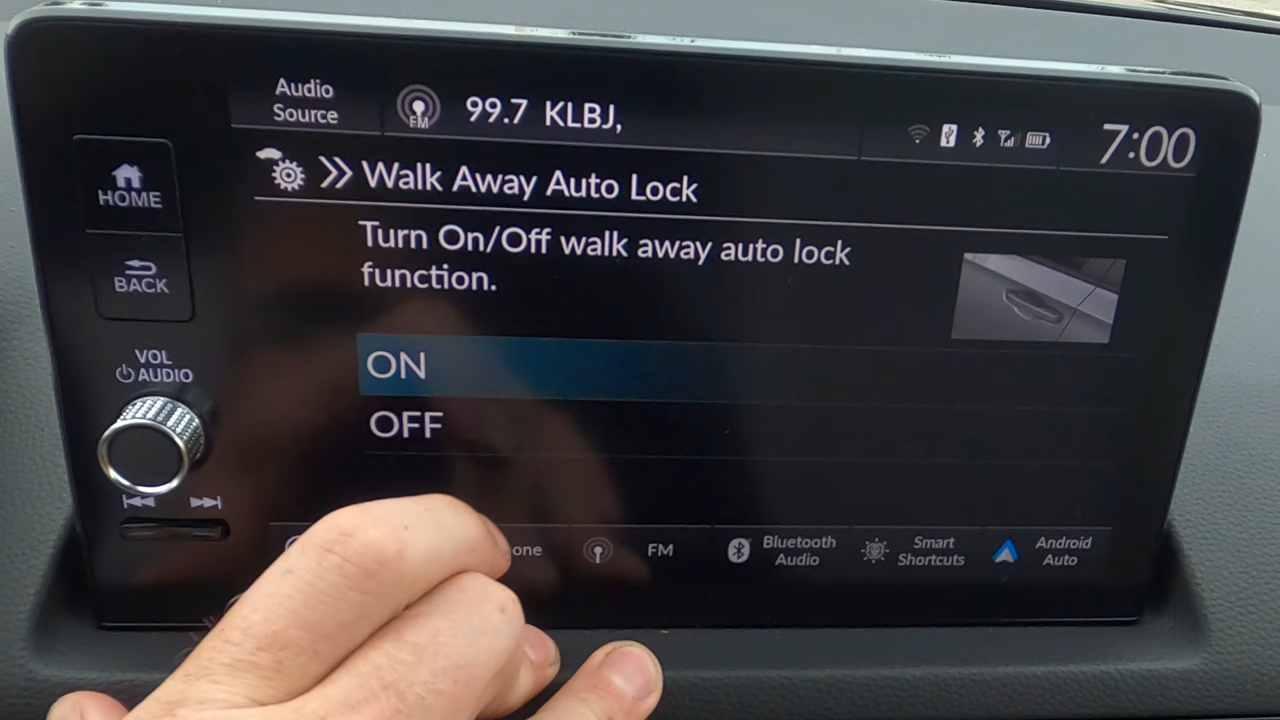 Audio
Source
FM
99.7 KLBJ,
7:00
HOME
Walk Away Auto Lock
BACK
Turn On/Off walk away auto lock
function.
VOL
AUDIO
ON
OFF
one
FM
Bluetooth
Audio
Smart
Shortcuts
Android
Auto